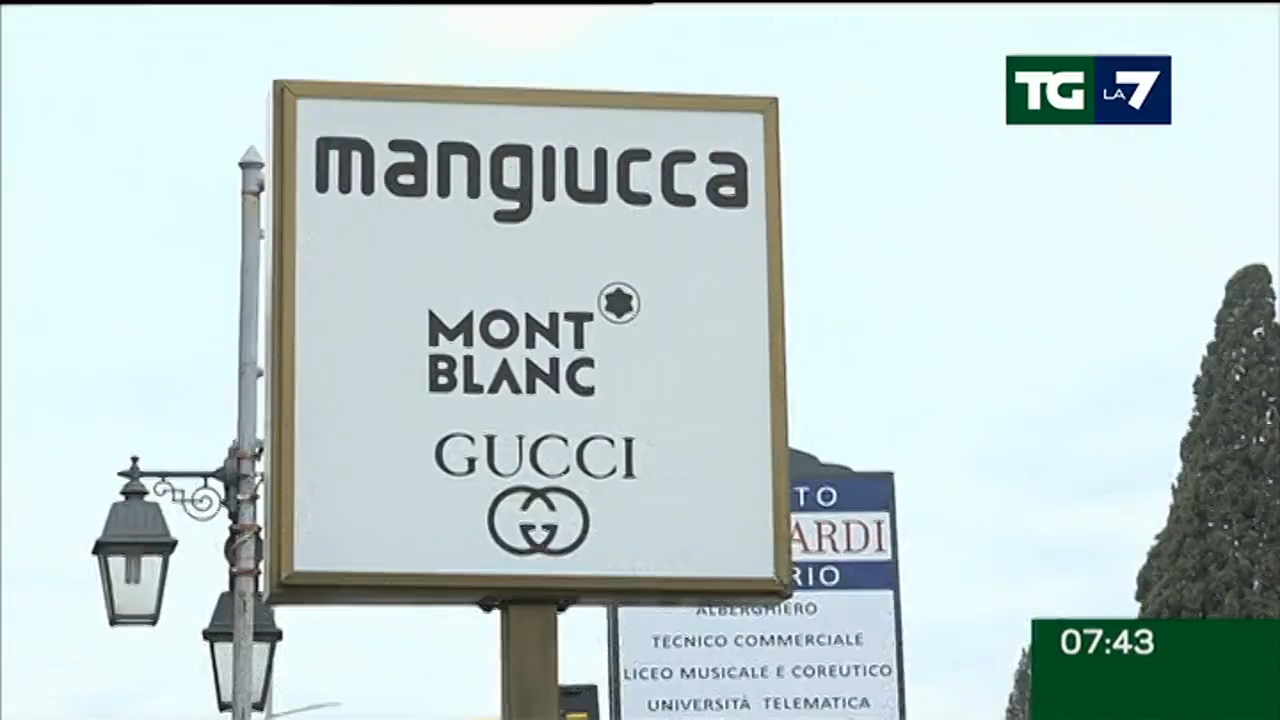 TG LA7
mangiucca
MONT
BLANC
GUCCI
TO
ARDI
RIO
ALBERGHIERO
TECNICO COMMERCIALE
LICEO MUSICALE E COREUTICO
UNIVERSITÀ TELEMATICA
07:43